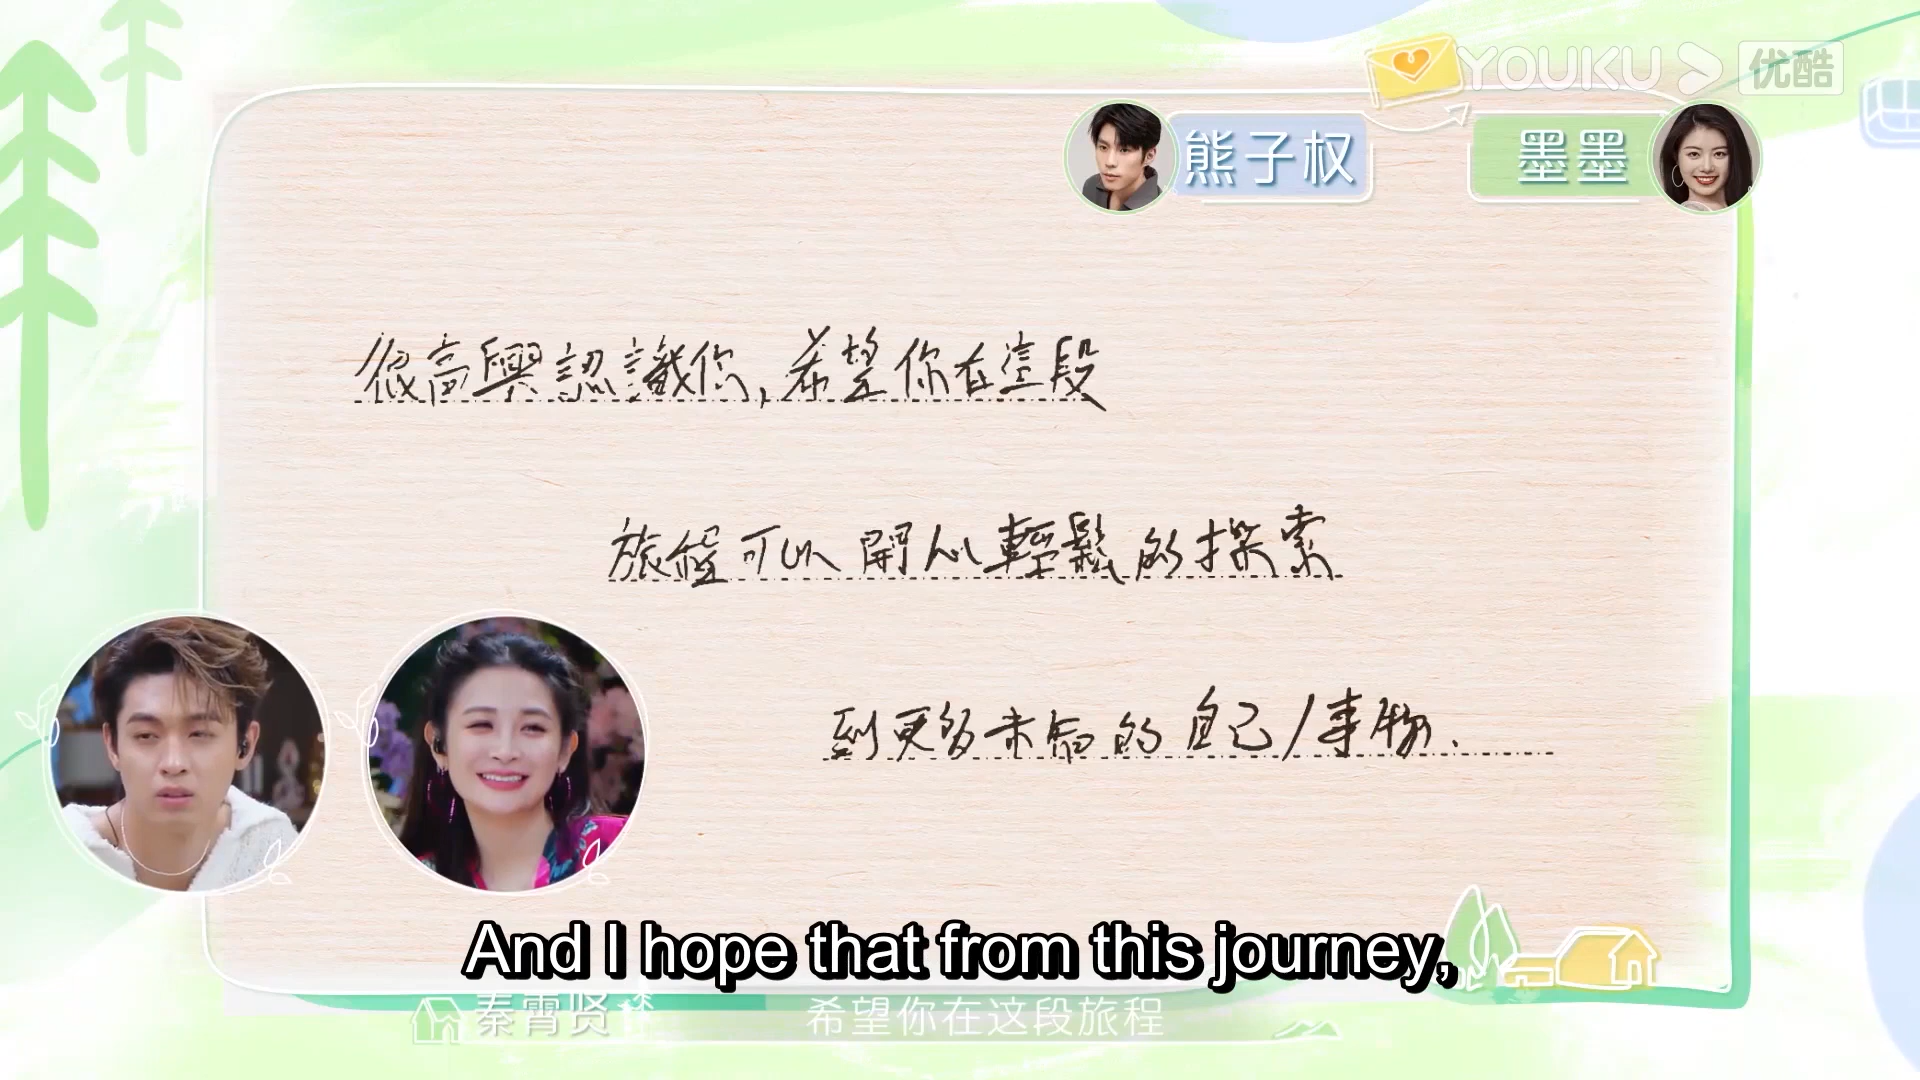 YOUKU 优酷
熊子权 墨墨
很高興認識你,希望你在這段
旅程可以開心輕鬆的探索
到更多未知的自己/事物.
And I hope that from this journey,
秦霄贤 希望你在这段旅程